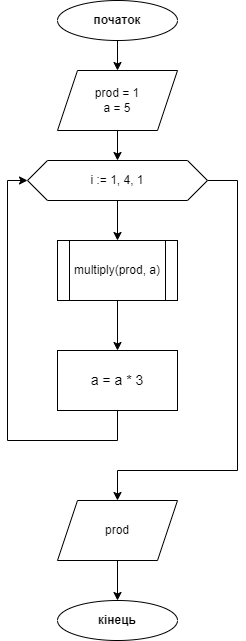 початок
prod = 1
a = 5
i := 1, 4, 1
multiply(prod, a)
a = a * 3
prod
кінець